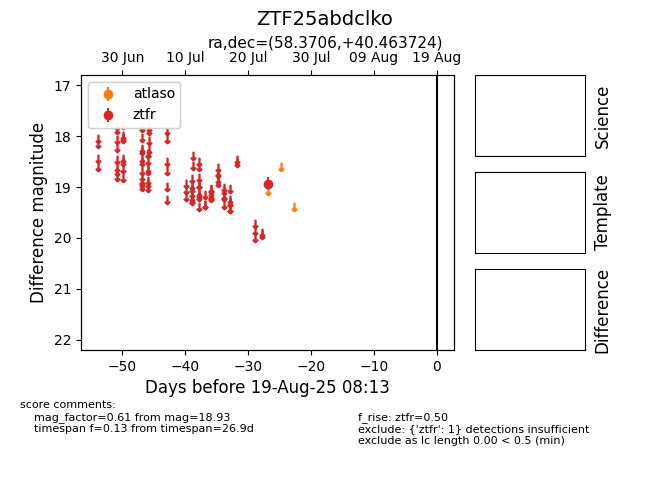 ZTF25abdclko
ra,dec=(58.3706,+40.463724)
30 Jun 10 Jul 20 Jul 30 Jul 09 Aug 19 Aug
atlaso
ztfr
17
18
19
20
21
22
Difference magnitude
−50 −40 −30 −20 −10 0
Days before 19-Aug-25 08:13
Science
Template
Difference
score comments:
mag_factor=0.61 from mag=18.93
timespan f=0.13 from timespan=26.9d
f_rise: ztfr=0.50
exclude: {'ztfr': 1} detections insufficient
exclude as lc length 0.00 < 0.5 (min)